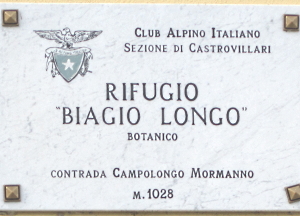 Club Alpino Italiano
Sezione di Castrovillari
RIFUGIO
"BIAGIO LONGO"
BOTANICO
CONTRADA CAMPOLONGO MORMANNO
M. 1028